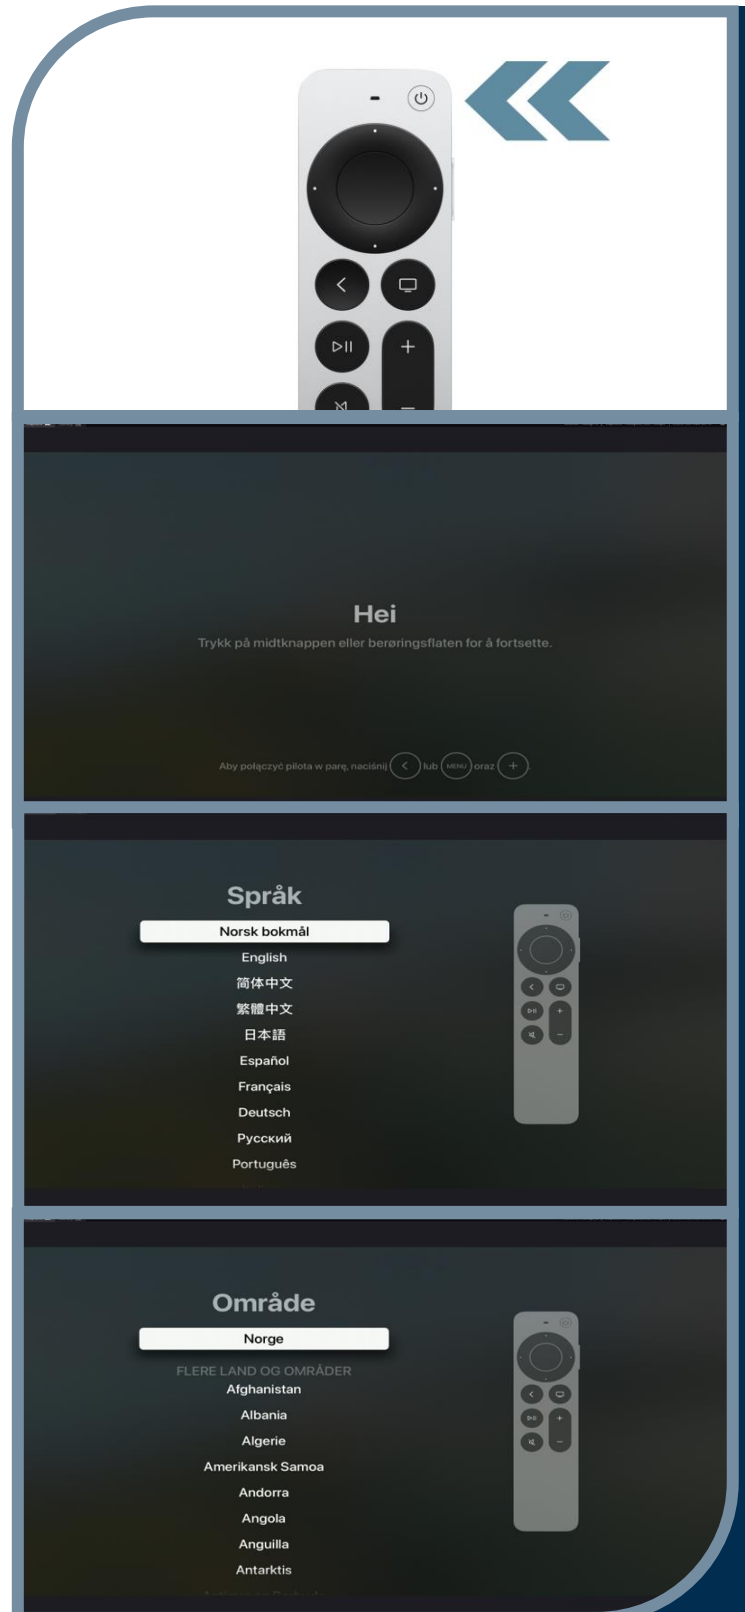 Hei
Trykk på midtknappen eller berøringsflaten for å fortsette.
Aby połączyć pilota w parę, naciśnij < lub MENU oraz +.
Språk
Norsk bokmål
English
简体中文
繁體中文
日本語
Español
Français
Deutsch
Русский
Português
Område
Norge
FLERE LAND OG OMRÅDER
Afghanistan
Albania
Algerie
Amerikansk Samoa
Andorra
Angola
Anguilla
Antarktis